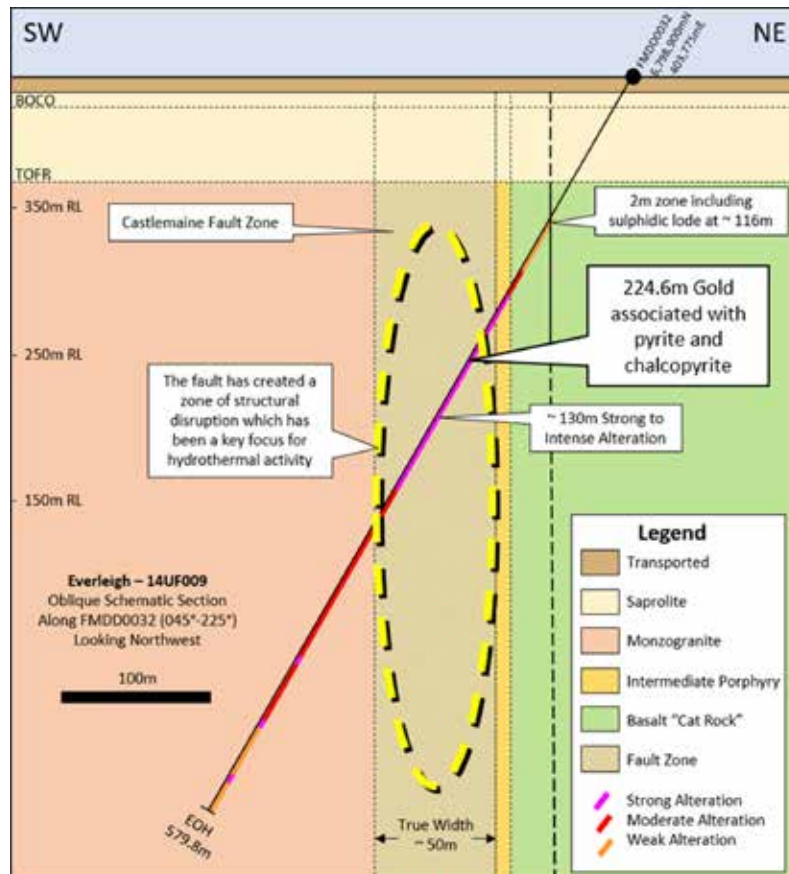 SW
NE
FMDD0032
6,798,900mN
403,775mE
BOCO
TOFR
350m RL
250m RL
150m RL
Castlemaine Fault Zone
2m zone including
sulphidic lode at ~ 116m
224.6m Gold
associated with
pyrite and
chalcopyrite
The fault has created a
zone of structural
disruption which has
been a key focus for
hydrothermal activity
~ 130m Strong to
Intense Alteration
Everleigh – 14UF009
Oblique Schematic Section
Along FMDD0032 (045°-225°)
Looking Northwest
100m
EOH
579.8m
True Width
~ 50m
Legend
Transported
Saprolite
Monzogranite
Intermediate Porphyry
Basalt "Cat Rock"
Fault Zone
Strong Alteration
Moderate Alteration
Weak Alteration